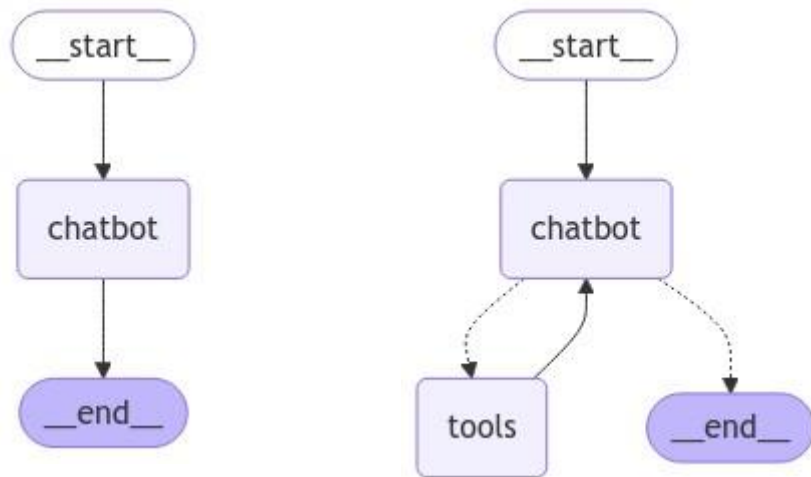 __start__
chatbot
__end__
__start__
chatbot
tools
__end__